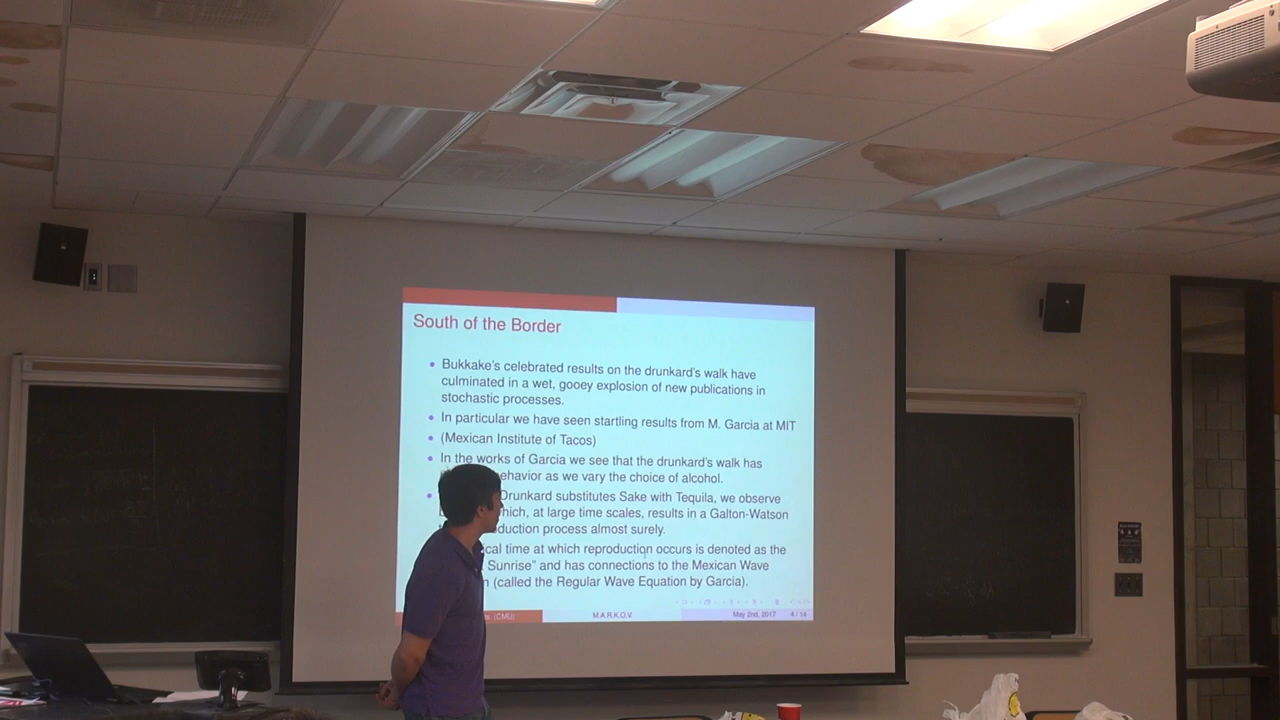 South of the Border
Bukkake's celebrated results on the drunkard's walk have
culminated in a wet, gooey explosion of new publications in
stochastic processes.
In particular we have seen startling results from M. Garcia at MIT
(Mexican Institute of Tacos)
In the works of Garcia we see that the drunkard's walk has
behavior as we vary the choice of alcohol.
Drunkard substitutes Sake with Tequila, we observe
which, at large time scales, results in a Galton-Watson
process almost surely.
time at which reproduction occurs is denoted as the
Sunrise" and has connections to the Mexican Wave
(called the Regular Wave Equation by Garcia).
(CMU) M.A.R.K.O.V. May 2nd, 2017 4 / 14